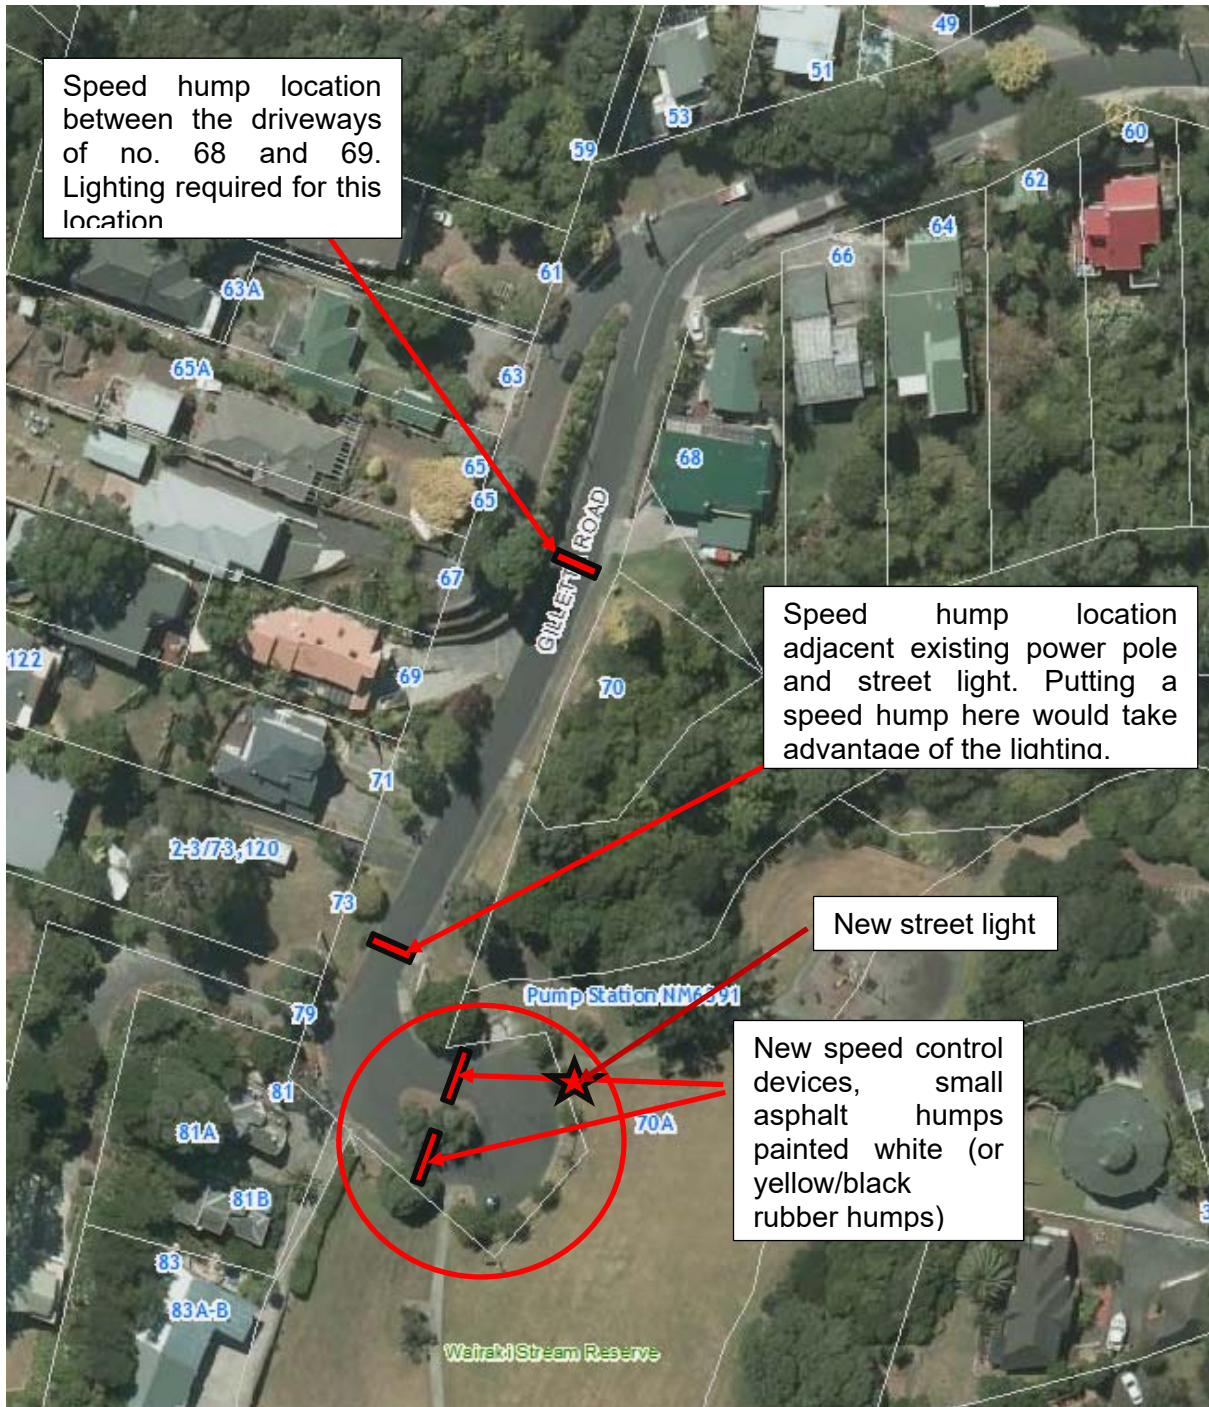 49
51
53
59
60
62
64
66
61
63A
65A
63
65
65
68
67
69
122
70
71
2-3/73,120
73
79
81
81A
81B
83
83A-B
70A
3
GILLETTA ROAD
Pump Station NM6391
Wairaki Stream Reserve
Speed hump location
between the driveways
of no. 68 and 69.
Lighting required for this
location
Speed hump location
adjacent existing power pole
and street light. Putting a
speed hump here would take
advantage of the lighting.
New street light
New speed control
devices, small
asphalt humps
painted white (or
yellow/black
rubber humps)